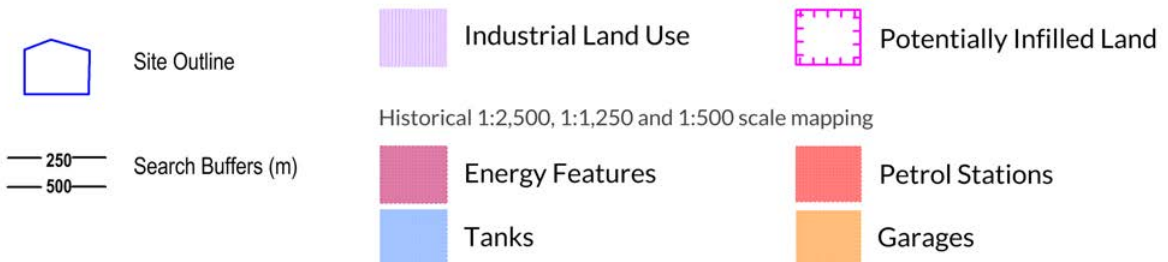 Site Outline
250
500
Search Buffers (m)
Industrial Land Use
Potentially Infilled Land
Historical 1:2,500, 1:1,250 and 1:500 scale mapping
Energy Features
Petrol Stations
Tanks
Garages